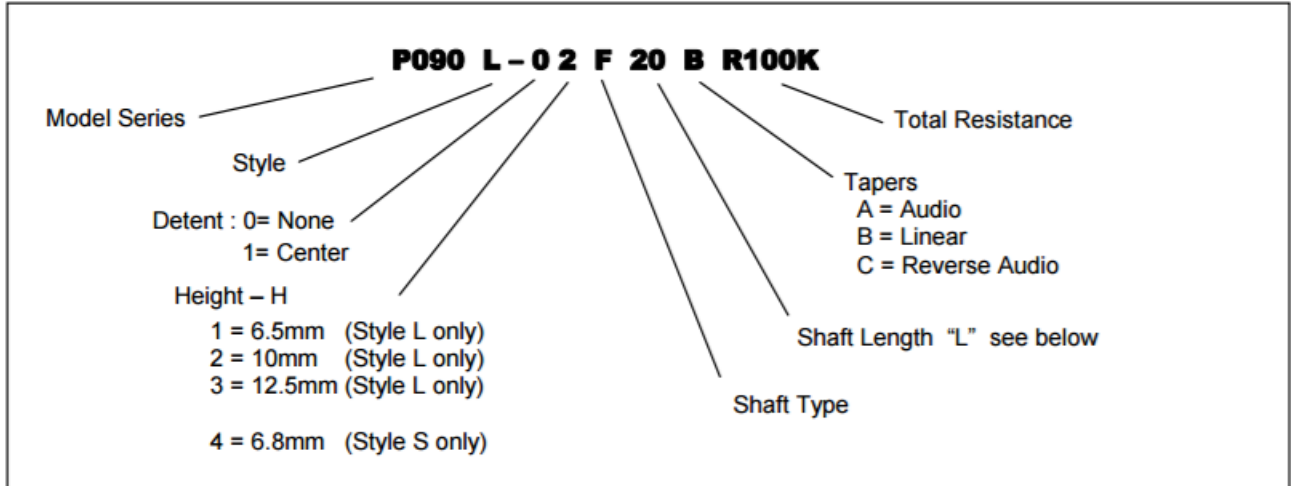 P090 L – 0 2 F 20 B R100K
Model Series
Total Resistance
Style
Tapers
A = Audio
B = Linear
C = Reverse Audio
Detent : 0= None
1= Center
Height – H
1 = 6.5mm (Style L only)
2 = 10mm (Style L only)
3 = 12.5mm (Style L only)
4 = 6.8mm (Style S only)
Shaft Length "L" see below
Shaft Type